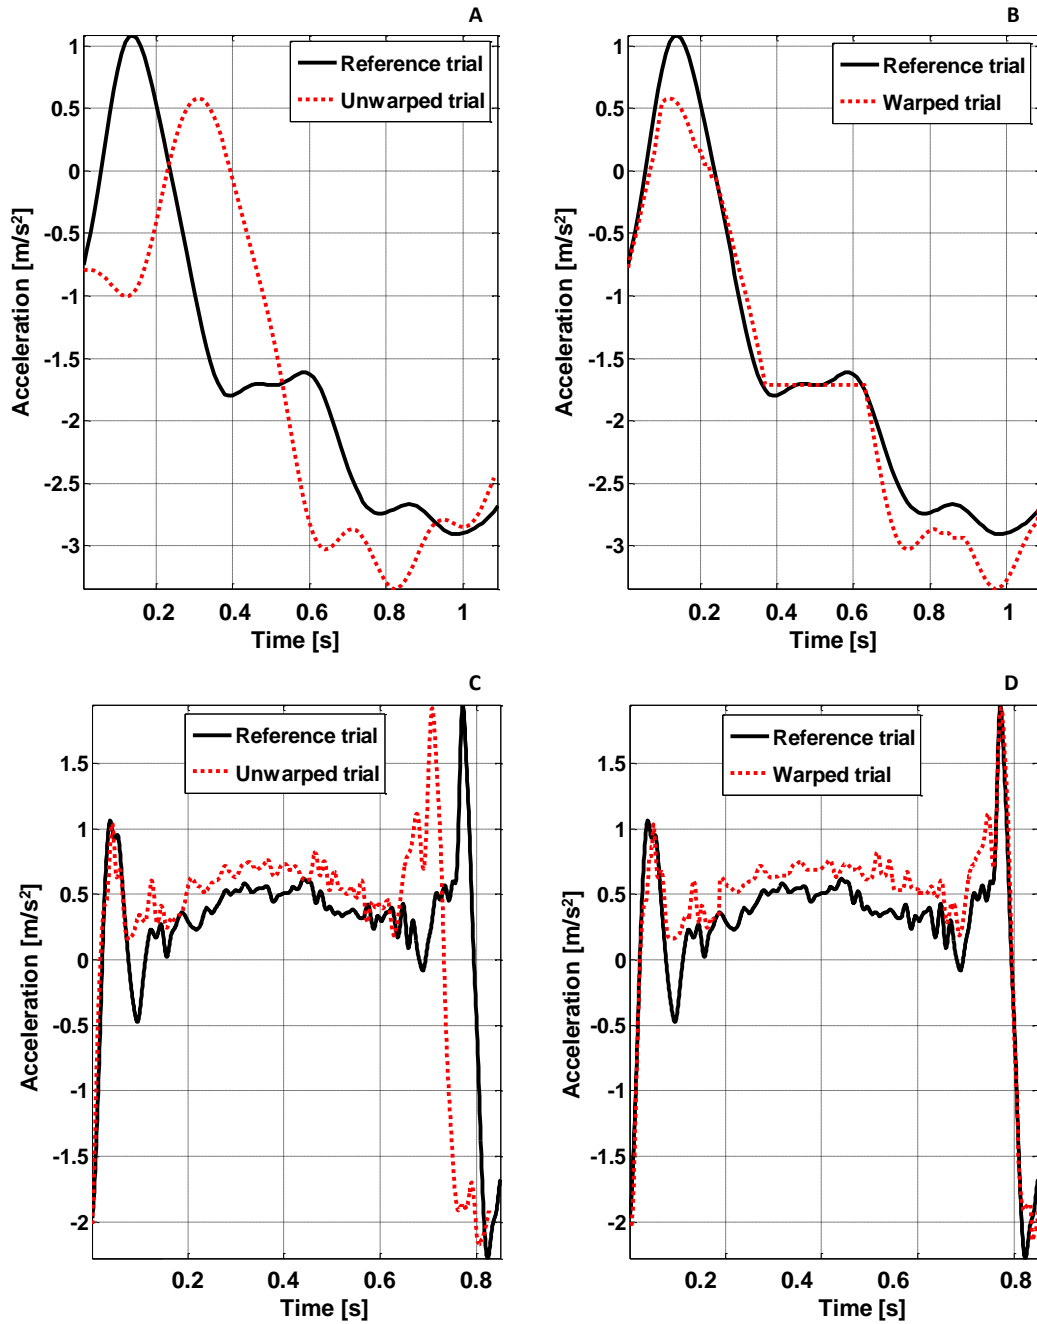 A
Reference trial
Unwarped trial
1
0.5
0
-0.5
-1
-1.5
-2
-2.5
-3
Acceleration [m/s²]
0.2 0.4 0.6 0.8 1
Time [s]
B
Reference trial
Warped trial
1
0.5
0
-0.5
-1
-1.5
-2
-2.5
-3
Acceleration [m/s²]
0.2 0.4 0.6 0.8 1
Time [s]
C
Reference trial
Unwarped trial
1.5
1
0.5
0
-0.5
-1
-1.5
-2
Acceleration [m/s²]
0.2 0.4 0.6 0.8
Time [s]
D
Reference trial
Warped trial
1.5
1
0.5
0
-0.5
-1
-1.5
-2
Acceleration [m/s²]
0.2 0.4 0.6 0.8
Time [s]